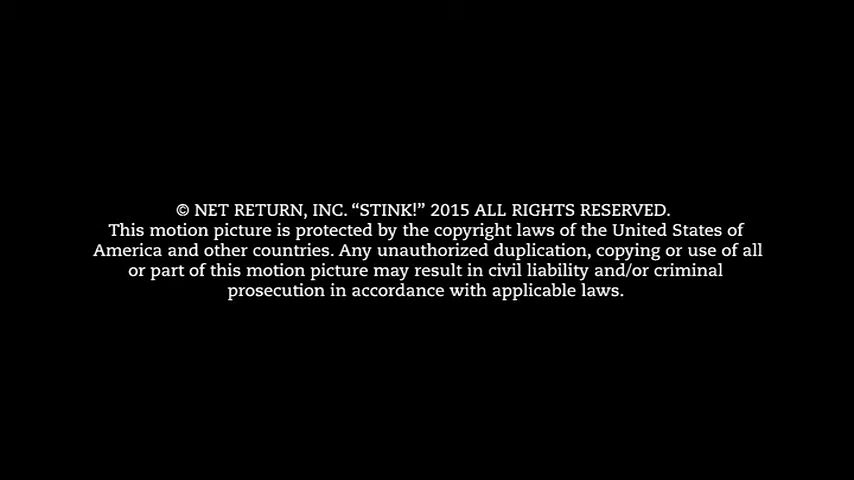 © NET RETURN, INC. “STINK!” 2015 ALL RIGHTS RESERVED.
This motion picture is protected by the copyright laws of the United States of
America and other countries. Any unauthorized duplication, copying or use of all
or part of this motion picture may result in civil liability and/or criminal
prosecution in accordance with applicable laws.